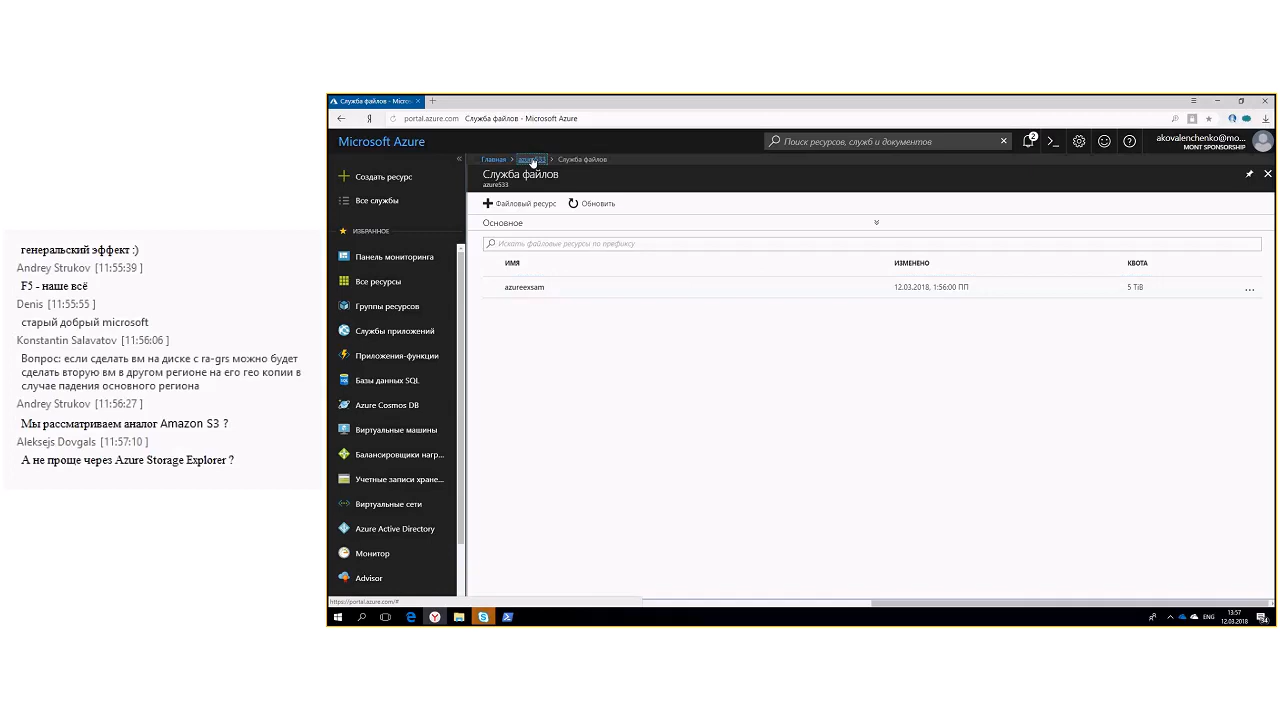 генеральский эффект :)
Andrey Strukov [11:55:39 ]
F5 - наше всё
Denis [11:55:55 ]
старый добрый microsoft
Konstantin Salavatov [11:56:06 ]
Вопрос: если сделать вм на диске с ra-grs можно будет
сделать вторую вм в другом регионе на его гео копии в
случае падения основного региона
Andrey Strukov [11:56:27 ]
Мы рассматриваем аналог Amazon S3 ?
Aleksejs Dovgals [11:57:10 ]
А не проще через Azure Storage Explorer ?
Служба файлов - Micros
portal.azure.com Служба файлов - Microsoft Azure
Microsoft Azure
Поиск ресурсов, служб и документов
2
akovalenchenko@mo...
MONT SPONSORSHIP
Главная > azure533 > Служба файлов
Служба файлов
azure533
Создать ресурс
Все службы
ИЗБРАННОЕ
Панель мониторинга
Все ресурсы
Группы ресурсов
Службы приложений
Приложения-функции
Базы данных SQL
Azure Cosmos DB
Виртуальные машины
Балансировщики нагр...
Учетные записи хране...
Виртуальные сети
Azure Active Directory
Монитор
Advisor
Файловый ресурс
Обновить
Основное
Искать файловые ресурсы по префиксу
ИМЯ ИЗМЕНЕНО КВОТА
azureexsam 12.03.2018, 1:56:00 ПП 5 TiB ...
https://portal.azure.com/#
ENG
13:57
12.03.2018